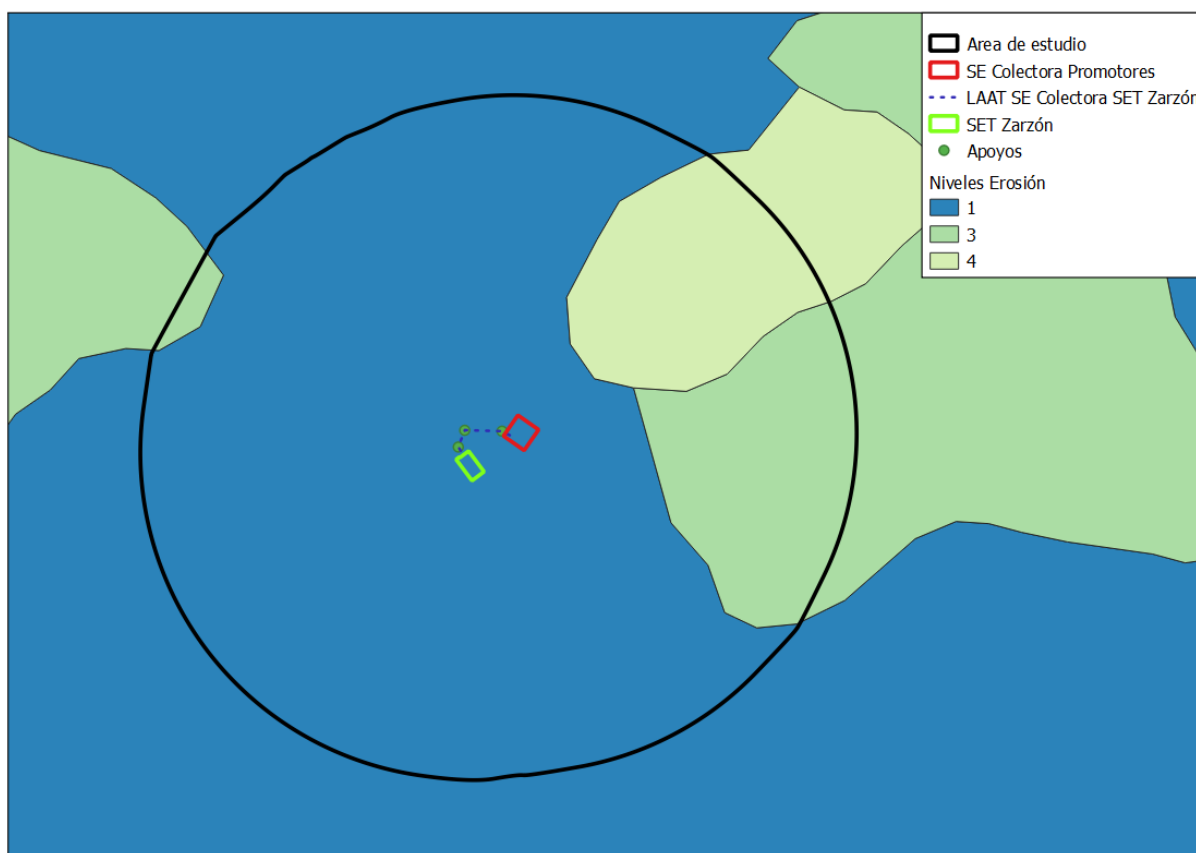 Area de estudio
SE Colectora Promotores
LAAT SE Colectora SET Zarzón
SET Zarzón
Apoyos
Niveles Erosión
1
3
4